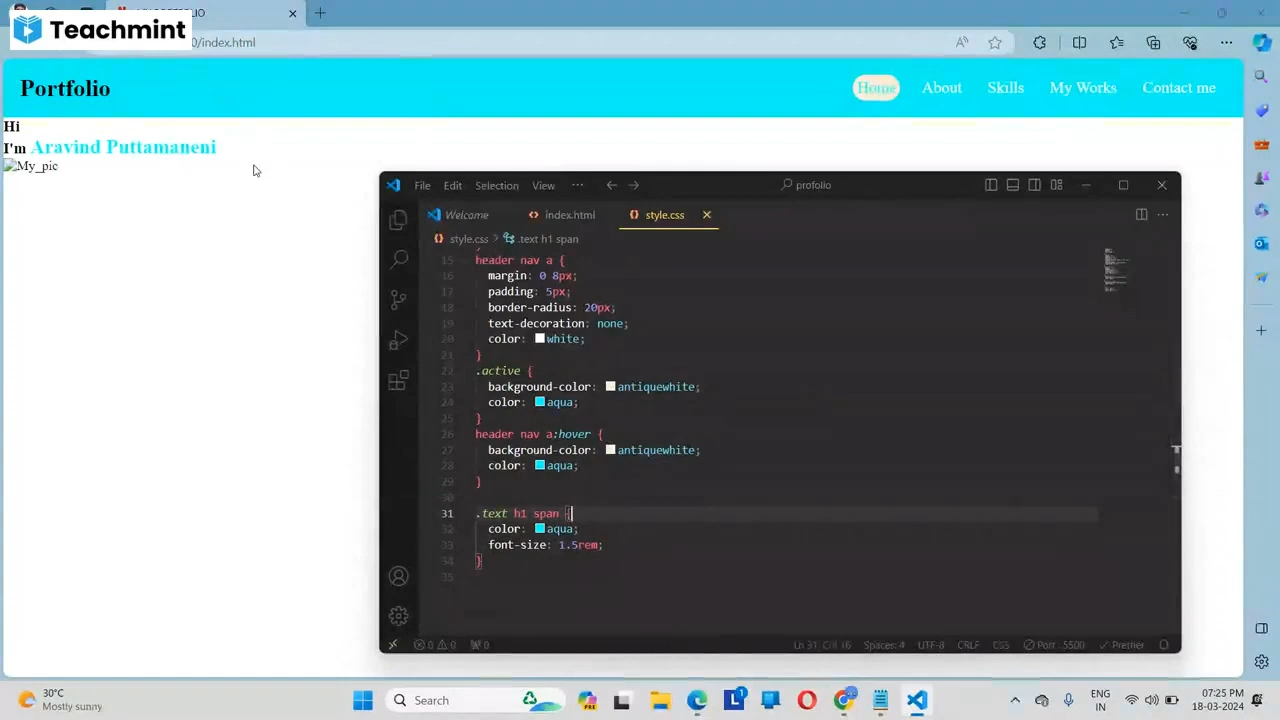 Teachmint
IO
0/index.html
Portfolio
Home
About
Skills
My Works
Contact me
Hi
I'm Aravind Puttamaneni
My_pic
File Edit Selection View ··· profolio
Welcome
index.html
style.css
style.css > .text h1 span
15 header nav a {
16 margin: 0 8px;
17 padding: 5px;
18 border-radius: 20px;
19 text-decoration: none;
20 color: white;
21 }
22 .active {
23 background-color: antiquewhite;
24 color: aqua;
25 }
26 header nav a:hover {
27 background-color: antiquewhite;
28 color: aqua;
29 }
30
31 .text h1 span {
32 color: aqua;
33 font-size: 1.5rem;
34 }
35
0 0 0 Ln 31, Col 16 Spaces: 4 UTF-8 CRLF CSS Port : 5500 Prettier
30°C
Mostly sunny
Search
ENG
IN
07:25 PM
18-03-2024